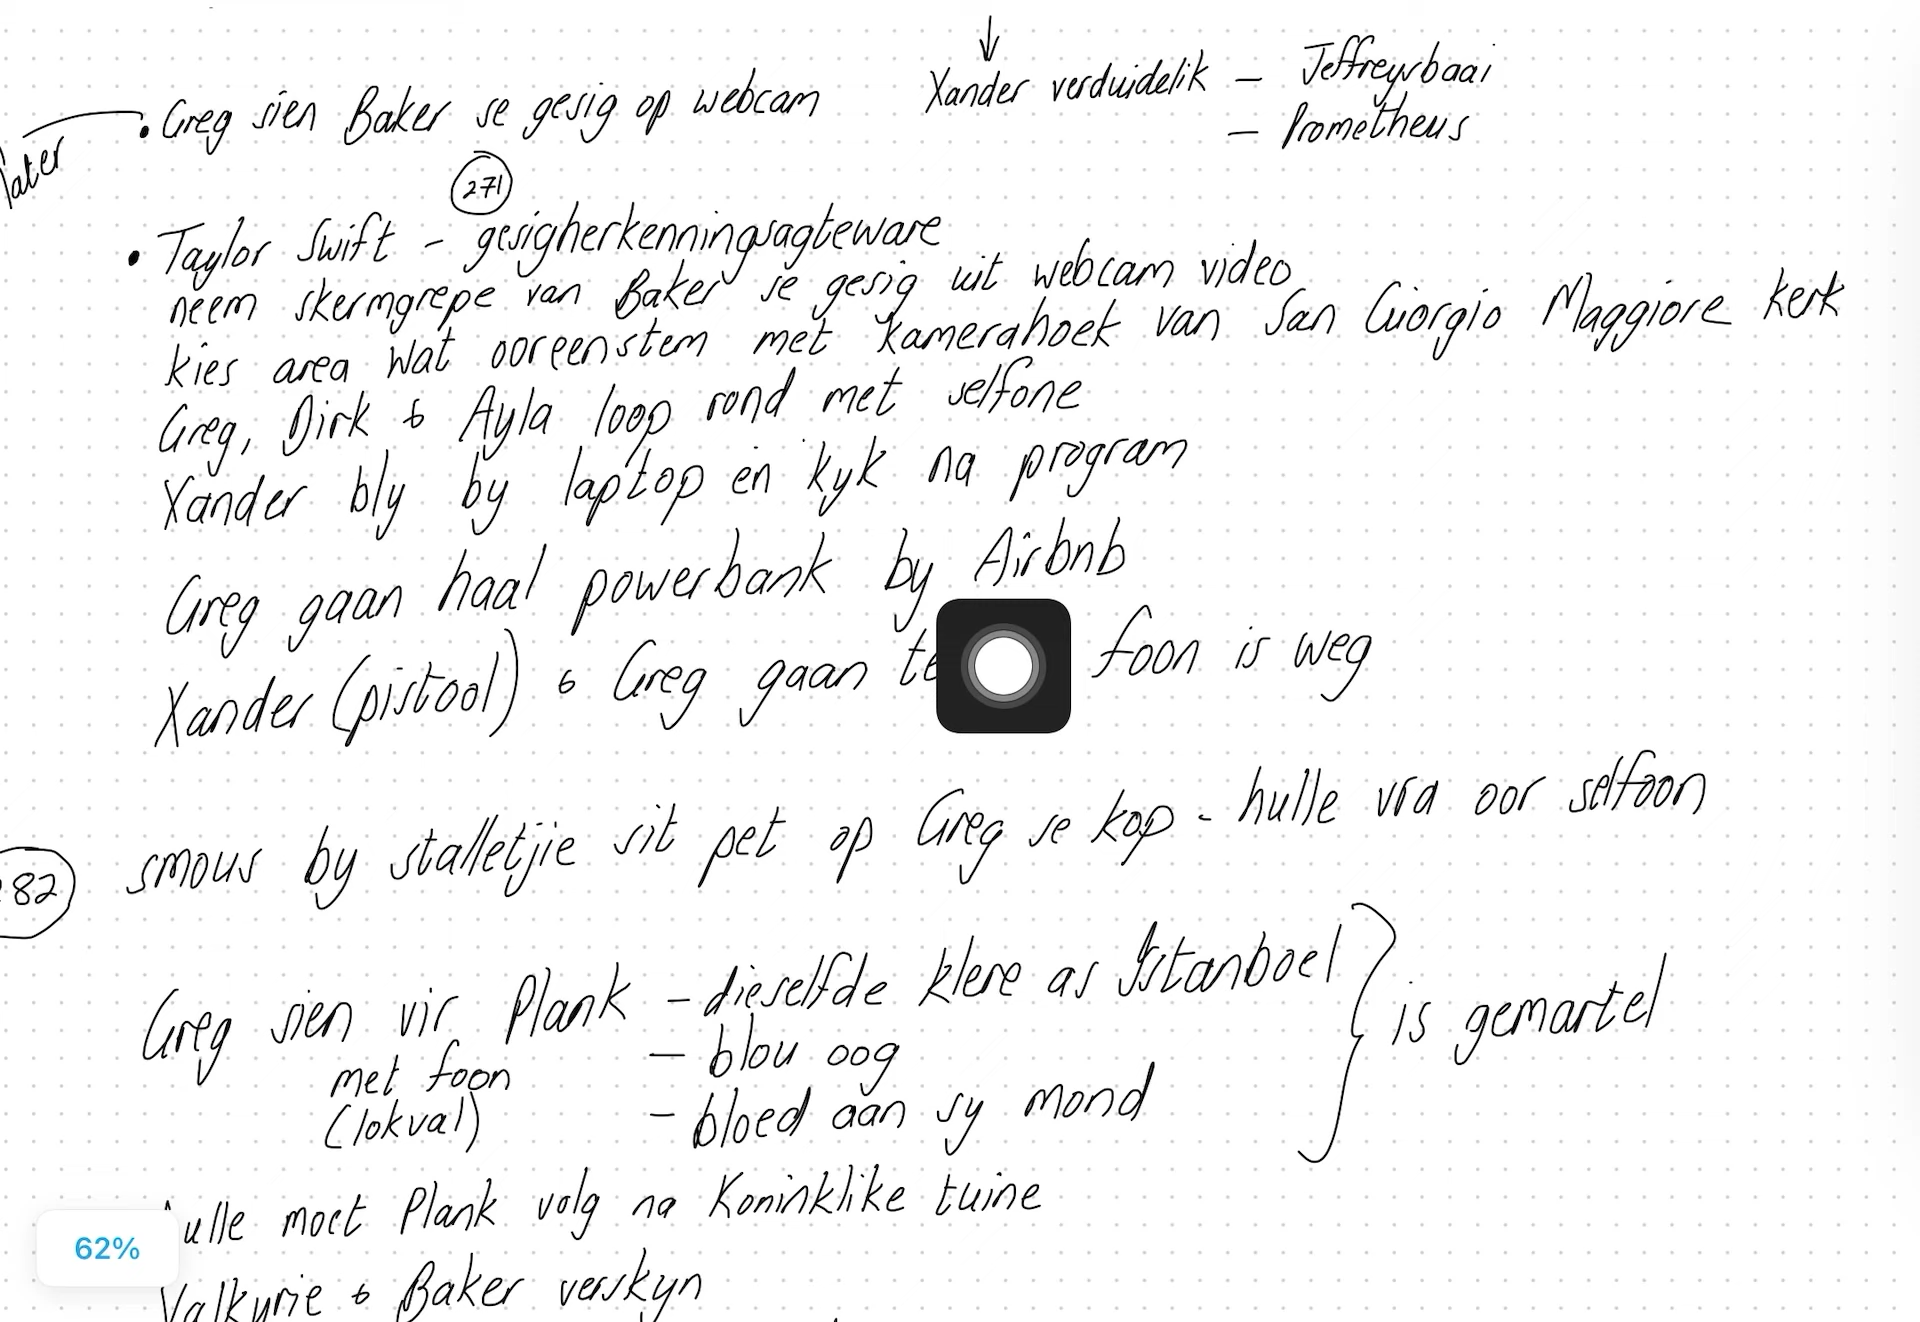 Xander verduidelik – Jeffreysbaai
– Prometheus
later
• Greg sien Baker se gesig op webcam
271
• Taylor Swift – gesigherkenningsagteware
neem skermgrepe van Baker se gesig uit webcam video
kies area wat ooreenstem met kamerahoek van San Giorgio Maggiore kerk
Greg, Dirk & Ayla loop rond met selfone
Xander bly by laptop en kyk na program
Greg gaan haal powerbank by Airbnb
Xander (pistool) & Greg gaan foon is weg
82
smous by stalletjie sit pet op Greg se kop - hulle vra oor selfoon
Greg sien vir Plank – dieselfde klere as Istanboel } is gemartel
met foon – blou oog
(lokval) – bloed aan sy mond
hulle moet Plank volg na Koninklike tuine
62%
Valkyrie & Baker verskyn